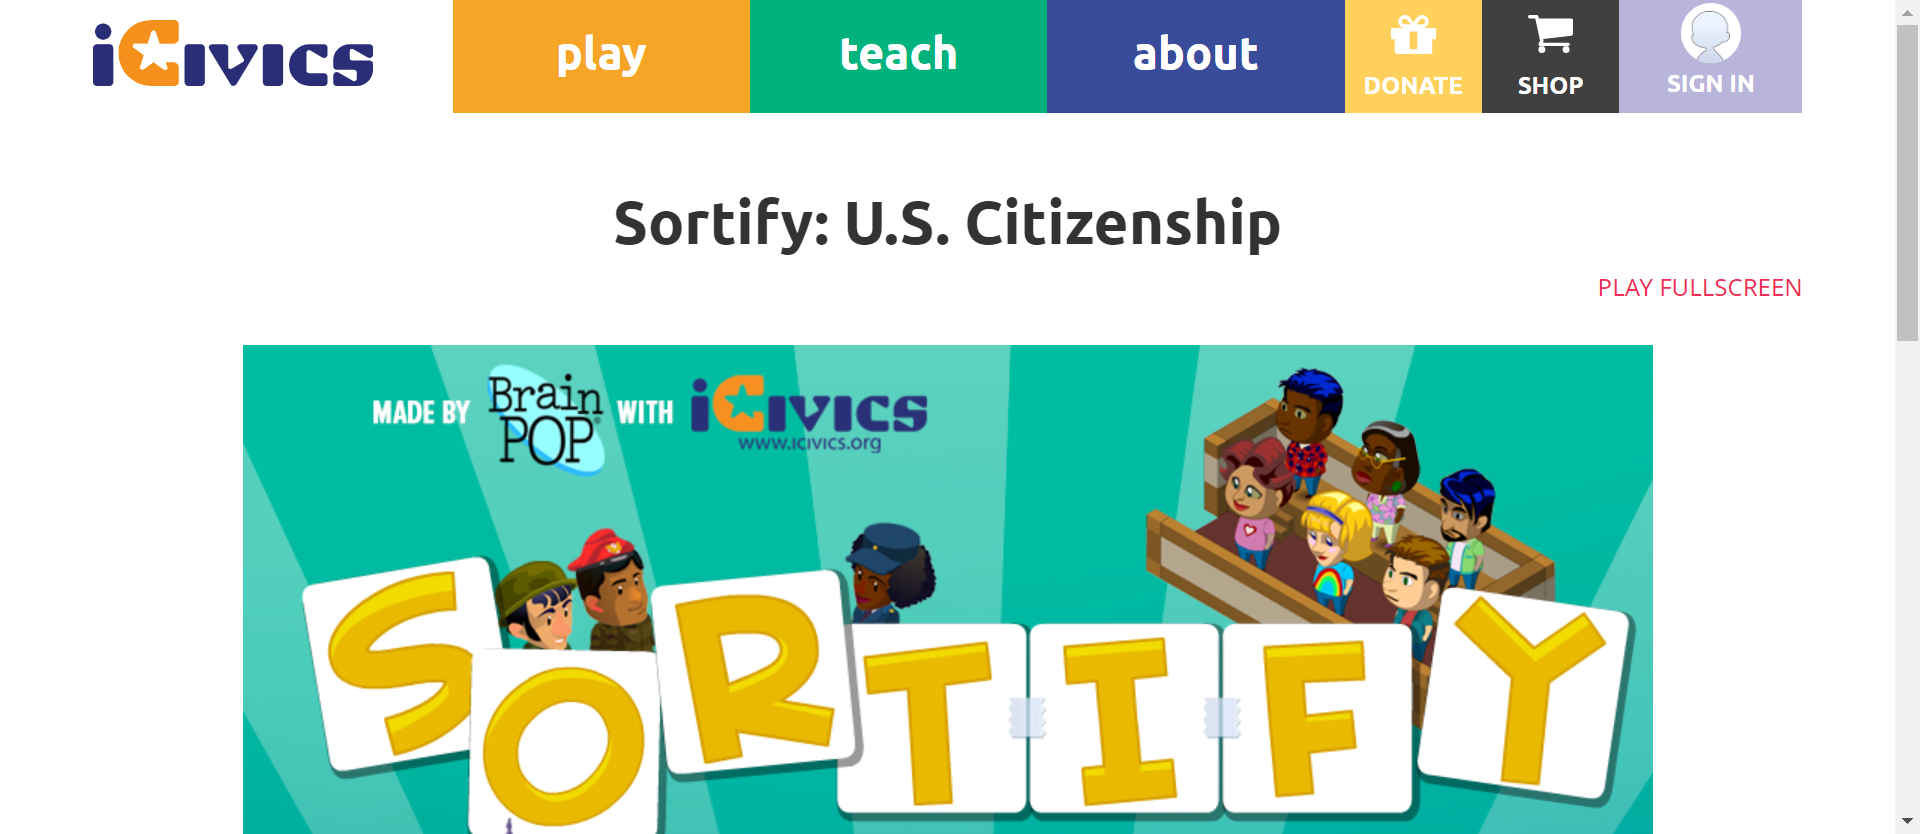 iCivics
play
teach
about
DONATE
SHOP
SIGN IN
Sortify: U.S. Citizenship
PLAY FULLSCREEN
MADE BY Brain POP® WITH iCivics
www.icivics.org
SORTIFY